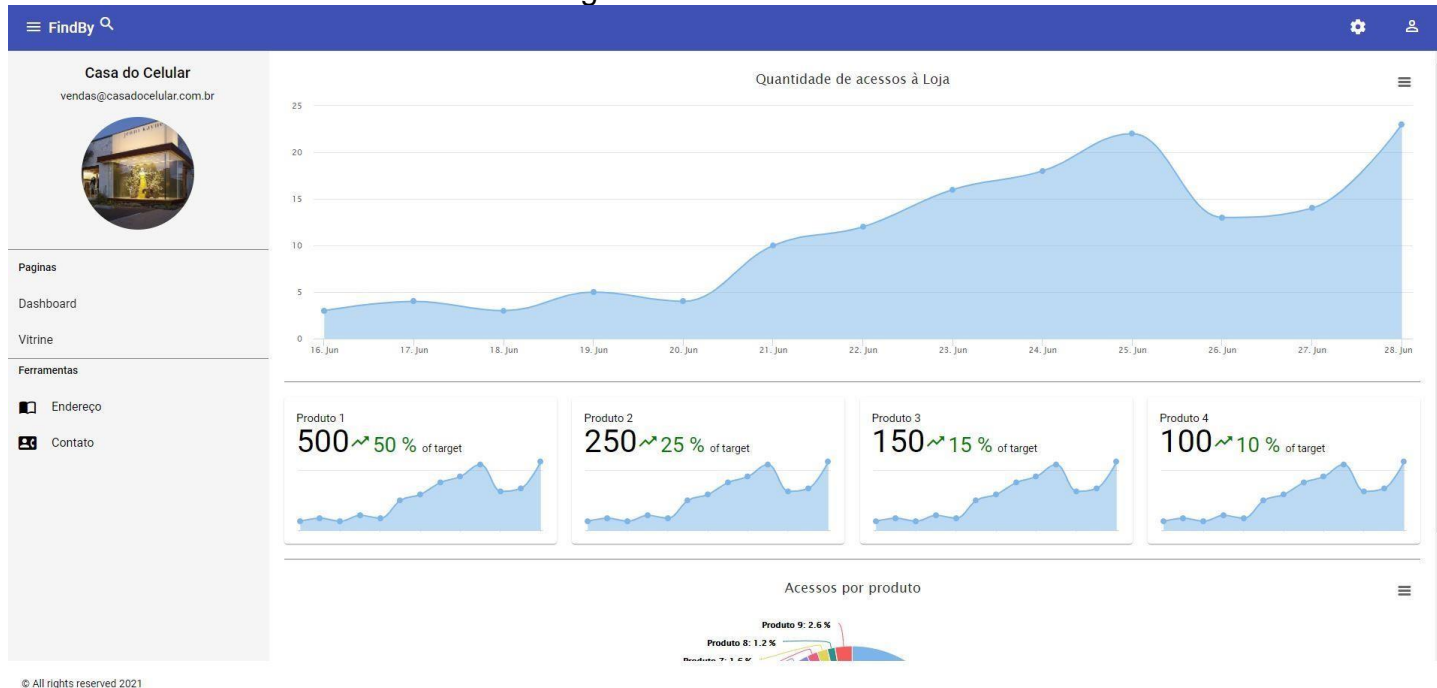 FindBy
Casa do Celular
vendas@casadocelular.com.br
Paginas
Dashboard
Vitrine
Ferramentas
Endereço
Contato
Quantidade de acessos à Loja
25
20
15
10
5
0
16. Jun 17. Jun 18. Jun 19. Jun 20. Jun 21. Jun 22. Jun 23. Jun 24. Jun 25. Jun 26. Jun 27. Jun 28. Jun
Produto 1
500 50 % of target
Produto 2
250 25 % of target
Produto 3
150 15 % of target
Produto 4
100 10 % of target
Acessos por produto
Produto 9: 2.6 %
Produto 8: 1.2 %
Produto 7: 1.6 %
© All rights reserved 2021